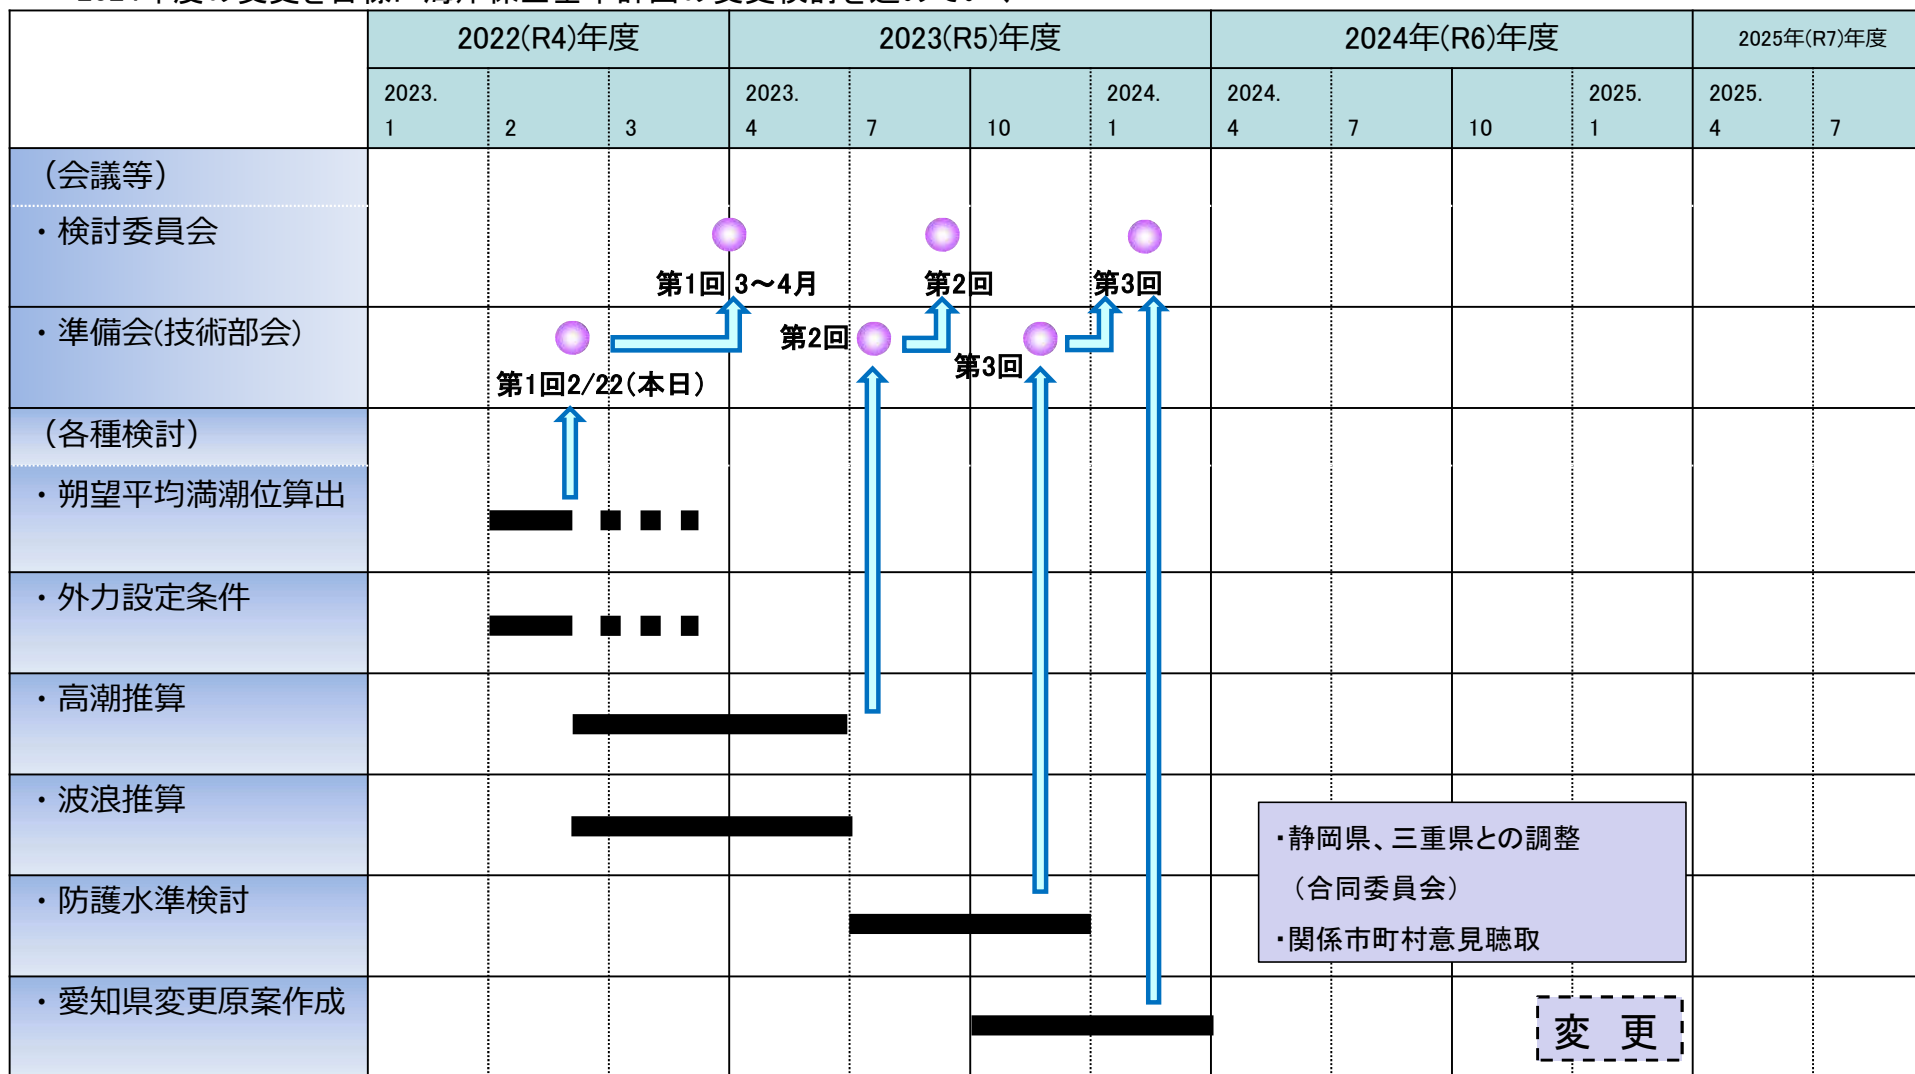 2022(R4)年度 2023(R5)年度 2024年(R6)年度 2025年(R7)年度
2023. 2023. 2024. 2024. 2025. 2025.
1 2 3 4 7 10 1 4 7 10 1 4 7
（会議等）
・検討委員会
第1回 3～4月 第2回 第3回
・準備会(技術部会)
第2回
第3回
第1回2/22（本日）
（各種検討）
・朔望平均満潮位算出
・外力設定条件
・高潮推算
・波浪推算
・静岡県、三重県との調整
（合同委員会）
・防護水準検討
・関係市町村意見聴取
・愛知県変更原案作成
変 更